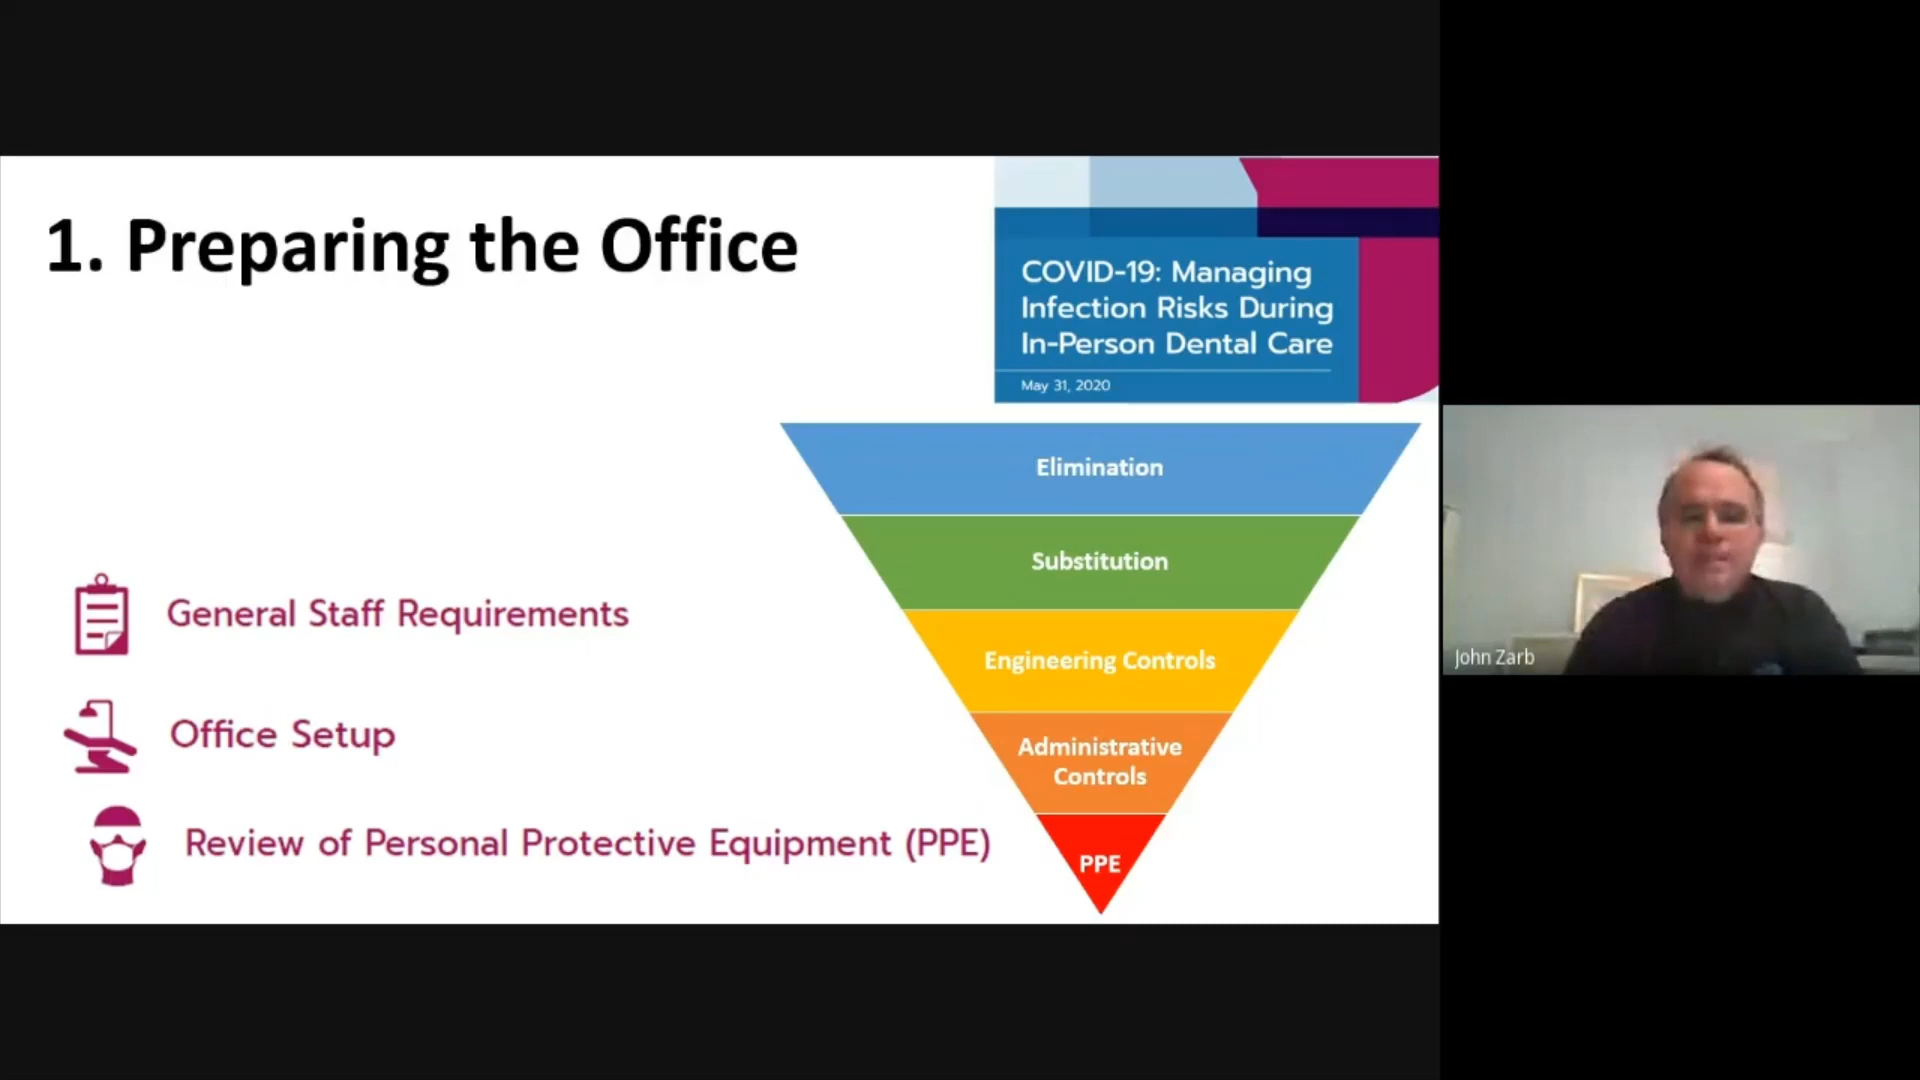 1. Preparing the Office
COVID-19: Managing
Infection Risks During
In-Person Dental Care
May 31, 2020
General Staff Requirements
Office Setup
Review of Personal Protective Equipment (PPE)
Elimination
Substitution
Engineering Controls
Administrative
Controls
PPE
John Zarb